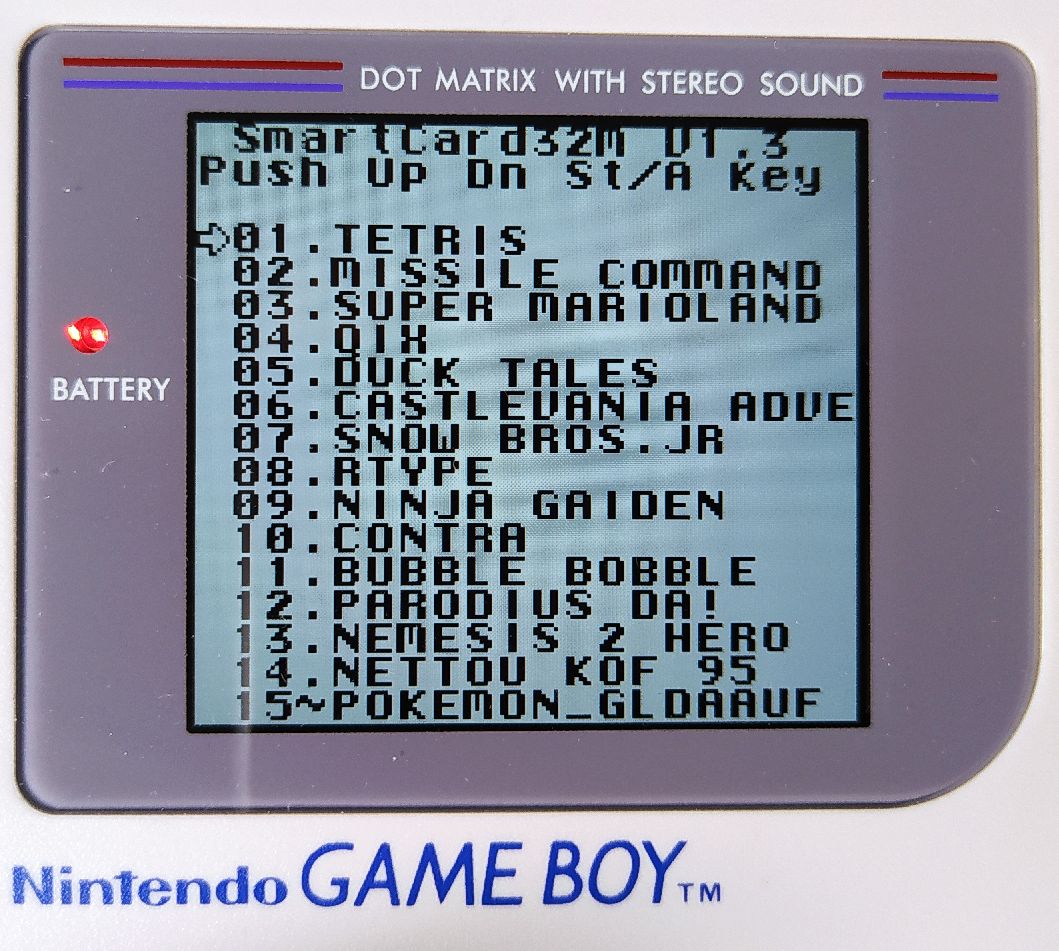 DOT MATRIX WITH STEREO SOUND
SmartCard32M V1.3
Push Up Dn St/A Key
01.TETRIS
02.MISSILE COMMAND
03.SUPER MARIOLAND
04.QIX
05.DUCK TALES
06.CASTLEVANIA ADVE
07.SNOW BROS.JR
08.RTYPE
09.NINJA GAIDEN
10.CONTRA
11.BUBBLE BOBBLE
12.PARODIUS DA!
13.NEMESIS 2 HERO
14.NETTOU KOF 95
15~POKEMON_GLDAAUF
BATTERY
Nintendo GAME BOY TM